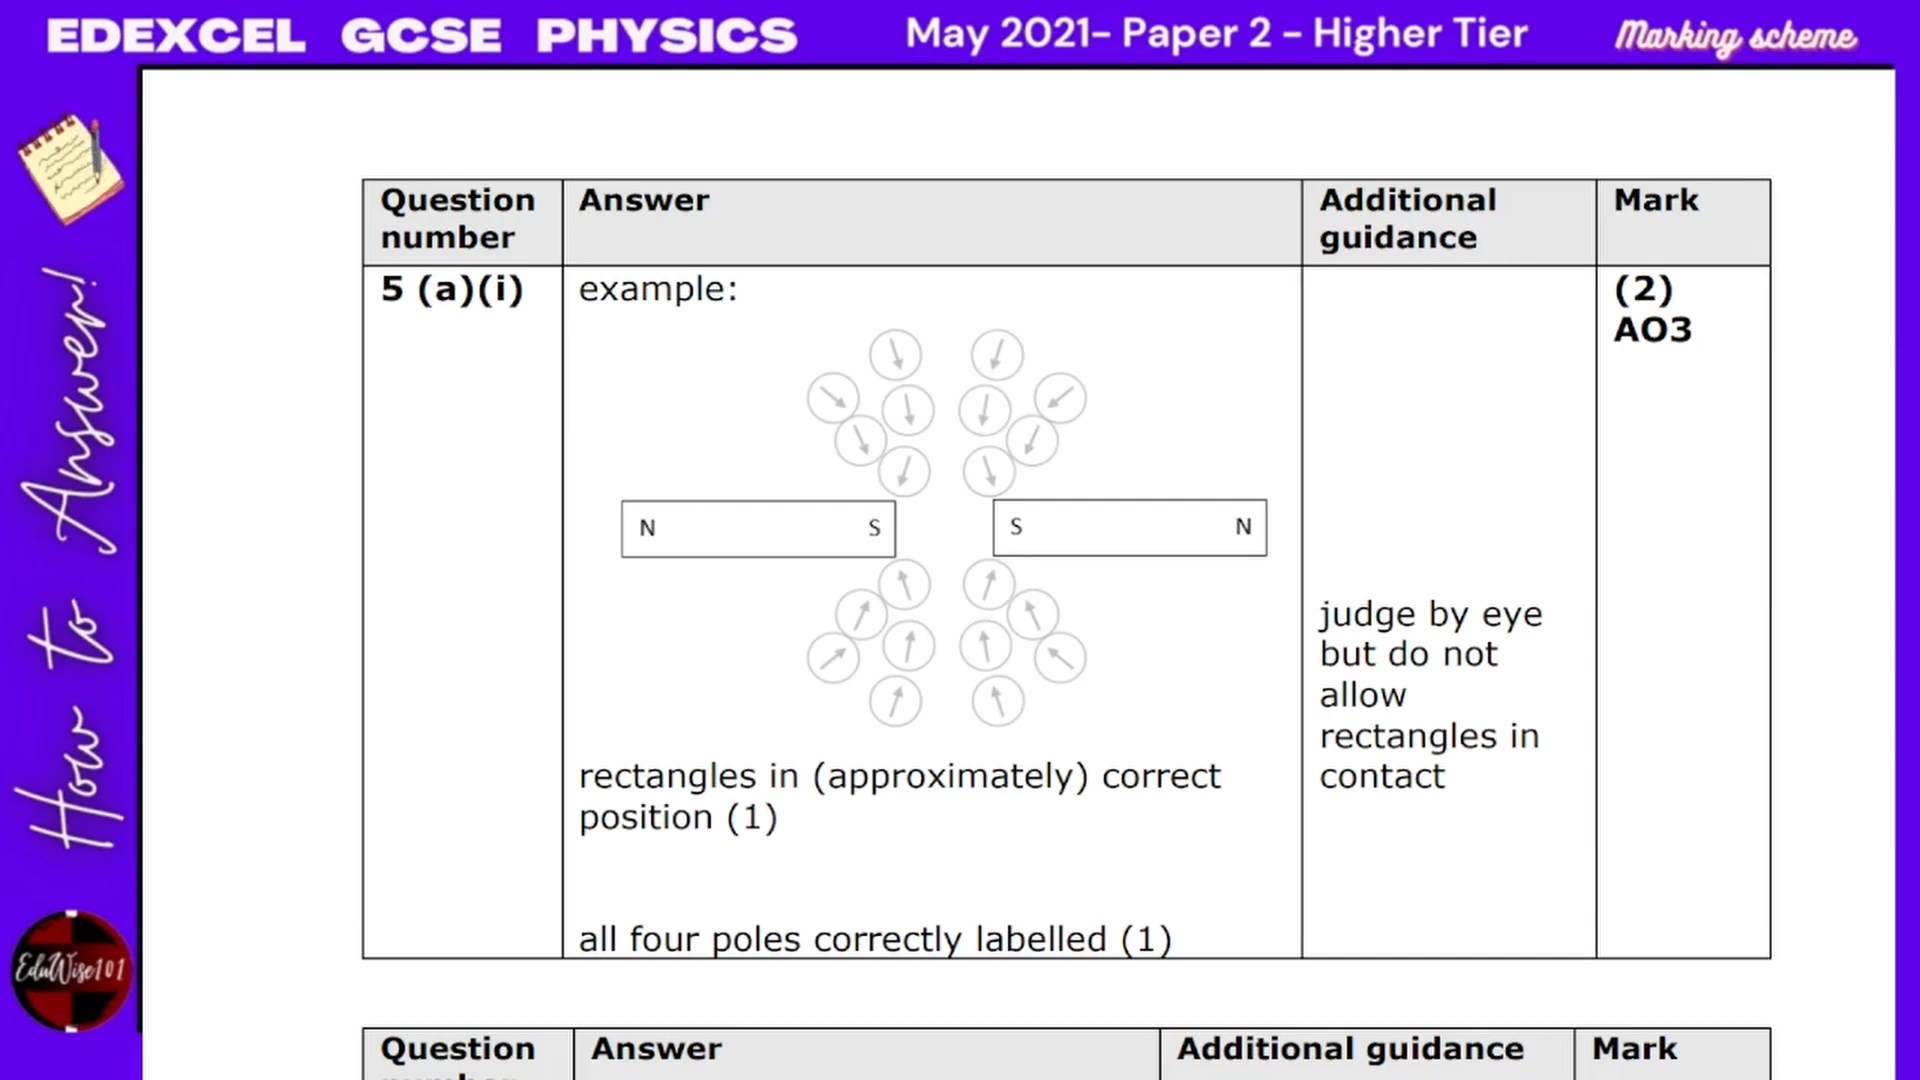 EDEXCEL GCSE PHYSICS May 2021- Paper 2 - Higher Tier Marking scheme
How to Answer!
EduWise101
Question number Answer Additional guidance Mark
5 (a)(i) example: (2)
AO3
N S S N
judge by eye
but do not
allow
rectangles in
contact
rectangles in (approximately) correct
position (1)
all four poles correctly labelled (1)
Question Answer Additional guidance Mark